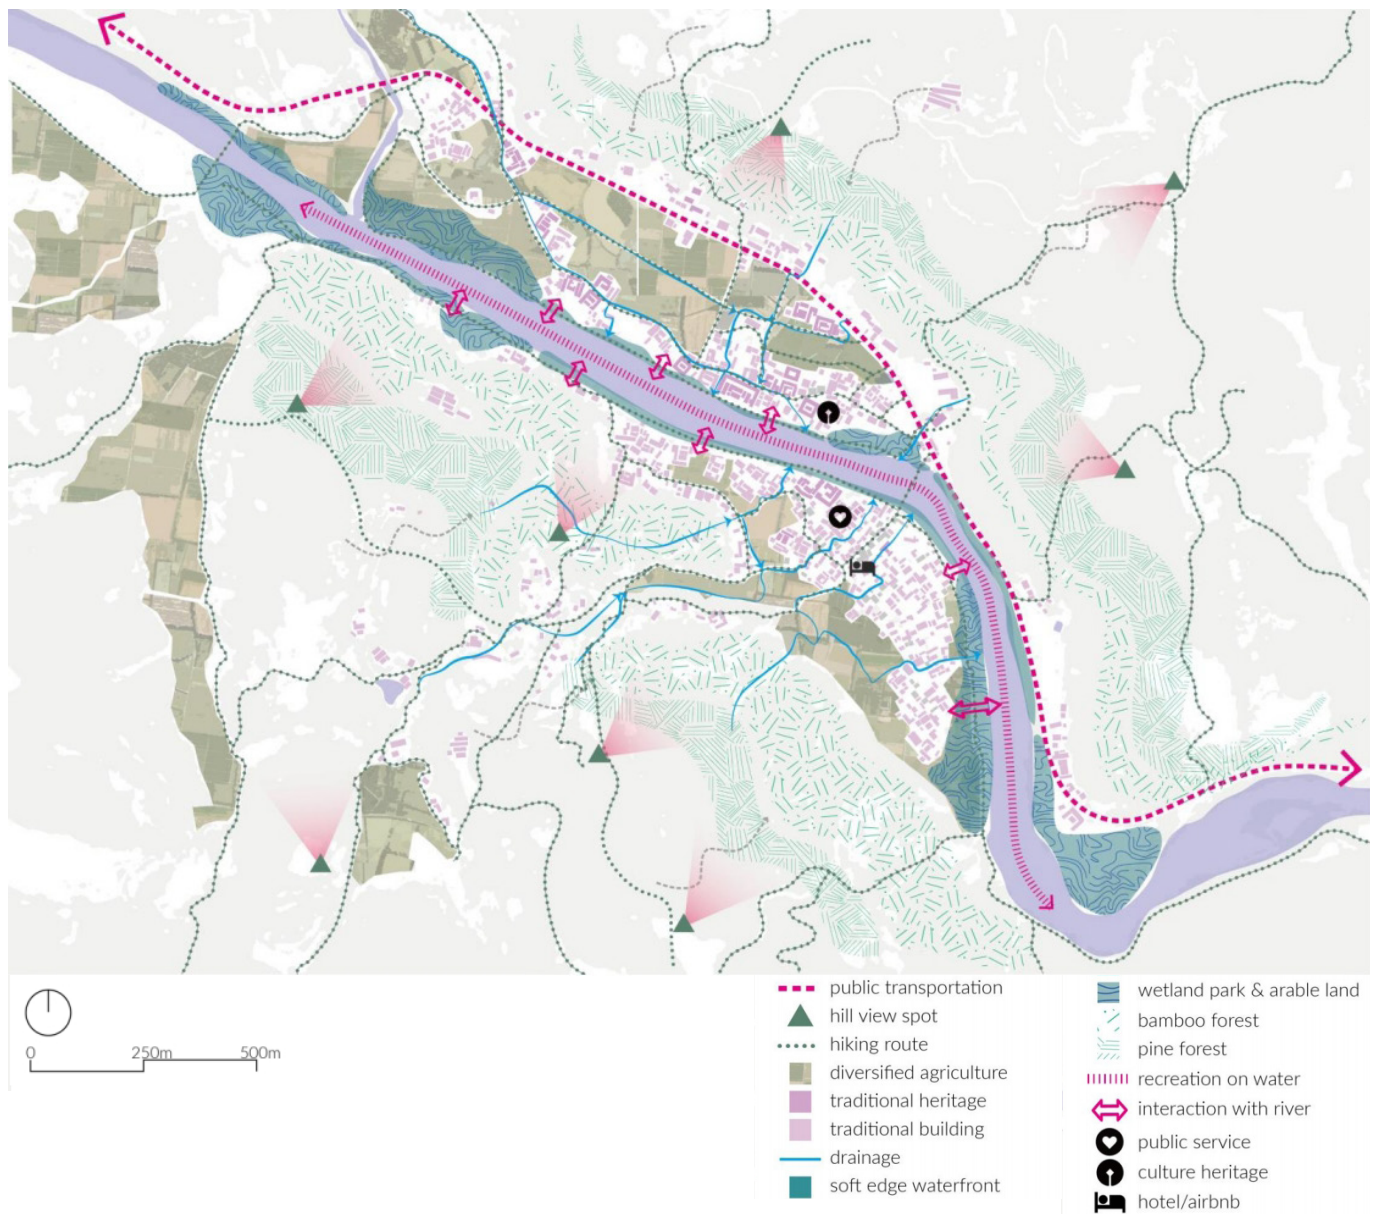 0 250m 500m
public transportation
hill view spot
hiking route
diversified agriculture
traditional heritage
traditional building
drainage
soft edge waterfront
wetland park & arable land
bamboo forest
pine forest
recreation on water
interaction with river
public service
culture heritage
hotel/airbnb